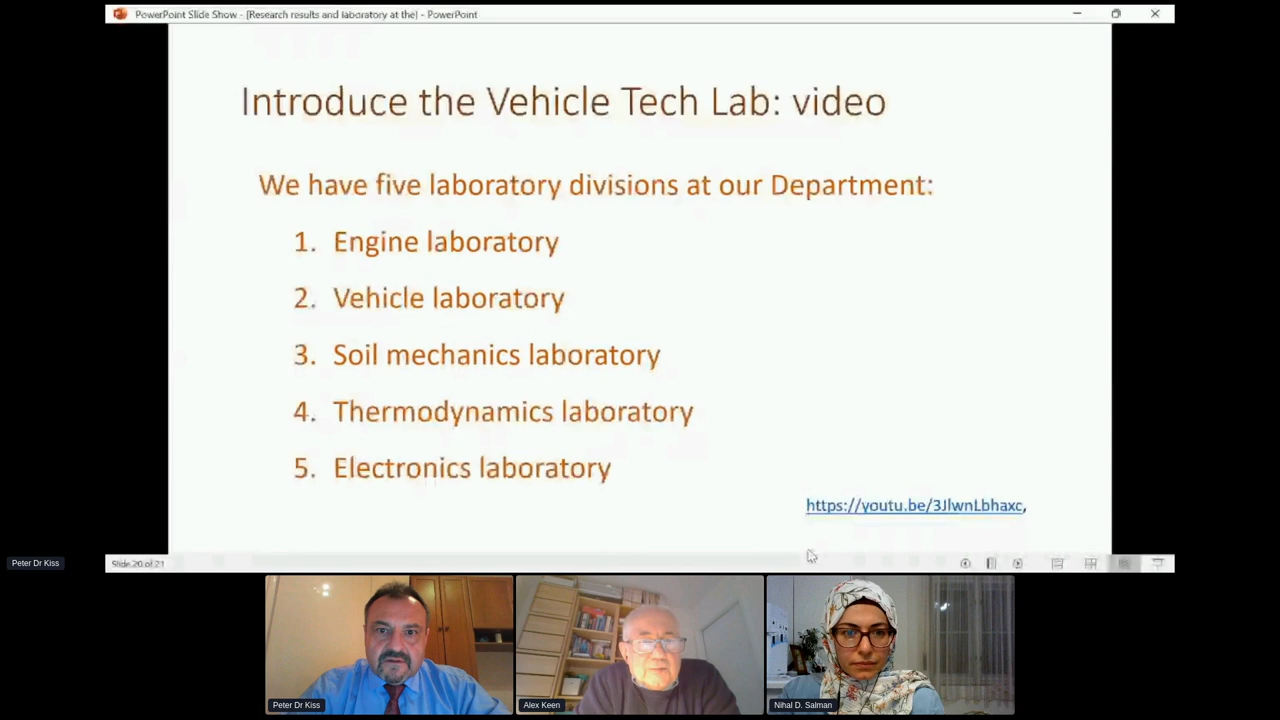 PowerPoint Slide Show - [Research results and laboratory at the] - PowerPoint
Introduce the Vehicle Tech Lab: video
We have five laboratory divisions at our Department:
1. Engine laboratory
2. Vehicle laboratory
3. Soil mechanics laboratory
4. Thermodynamics laboratory
5. Electronics laboratory
https://youtu.be/3JlwnLbhaxc,
Peter Dr Kiss
Slide 20 of 21
Peter Dr Kiss
Alex Keen
Nihal D. Salman